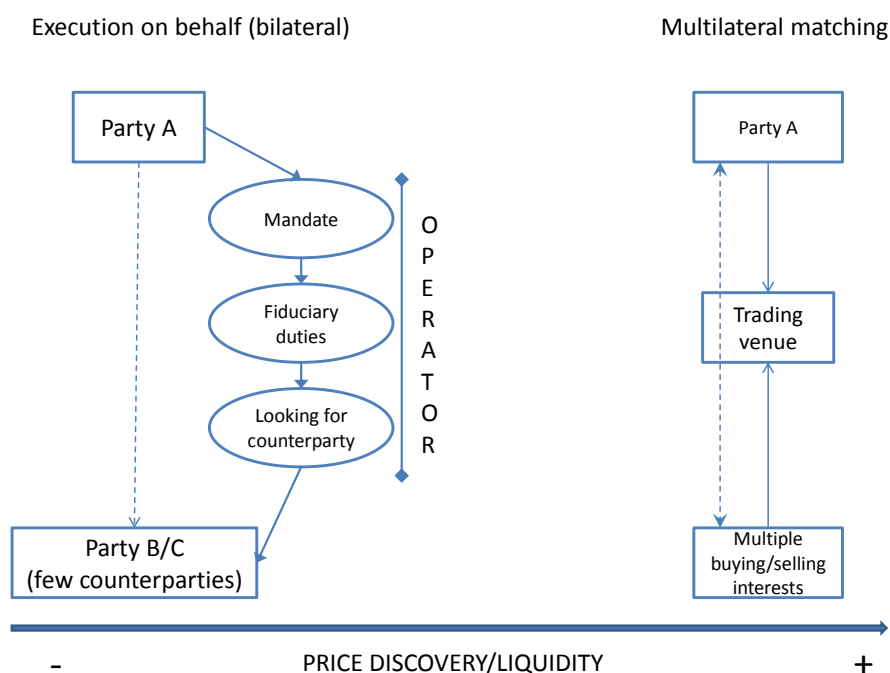 Execution on behalf (bilateral)
Multilateral matching
Party A
Mandate
Fiduciary
duties
Looking for
counterparty
O
P
E
R
A
T
O
R
Party B/C
(few counterparties)
Party A
Trading
venue
Multiple
buying/selling
interests
-
PRICE DISCOVERY/LIQUIDITY
+